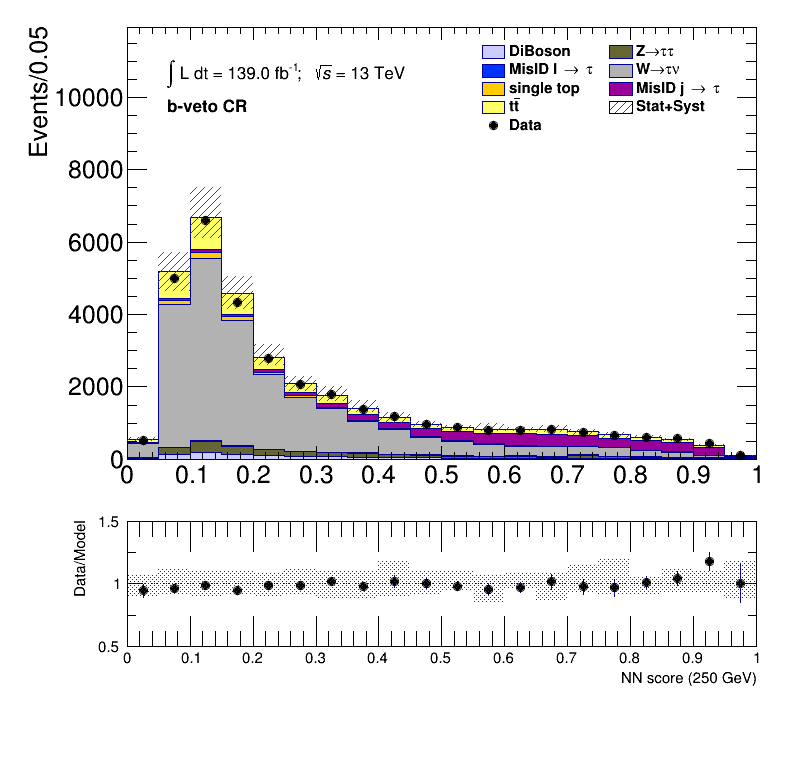 Events/0.05
10000
8000
6000
4000
2000
0
∫ L dt = 139.0 fb⁻¹; √s = 13 TeV
b-veto CR
DiBoson
Z→ττ
MisID l → τ
W→τν
single top
MisID j → τ
tt̄
Stat+Syst
Data
0 0.1 0.2 0.3 0.4 0.5 0.6 0.7 0.8 0.9 1
Data/Model
1.5
1
0.5
0 0.1 0.2 0.3 0.4 0.5 0.6 0.7 0.8 0.9 1
NN score (250 GeV)